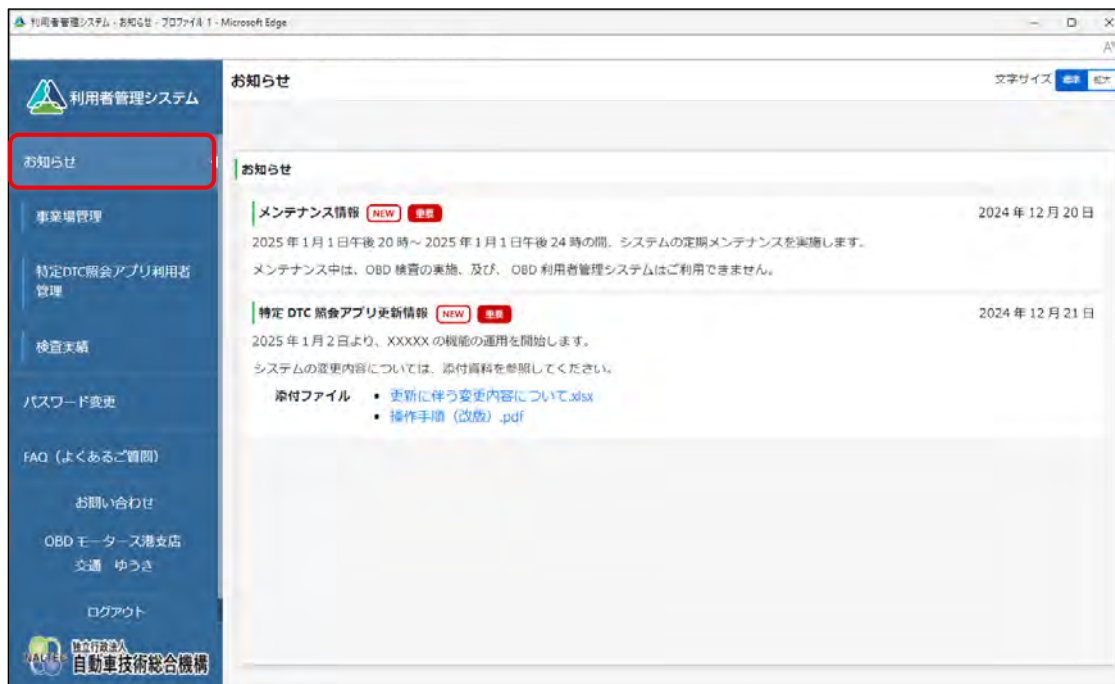 利用者管理システム - お知らせ - プロファイル 1 - Microsoft Edge
利用者管理システム
お知らせ
文字サイズ 標準 拡大
お知らせ
事業場管理
特定DTC照会アプリ利用者
管理
検査実績
パスワード変更
FAQ（よくあるご質問）
お問い合わせ
OBD モータース港支店
交通 ゆうき
ログアウト
独立行政法人
自動車技術総合機構
NALTEC
お知らせ
メンテナンス情報 NEW 重要 2024 年 12 月 20 日
2025 年 1 月 1 日午後 20 時～ 2025 年 1 月 1 日午後 24 時の間、システムの定期メンテナンスを実施します。
メンテナンス中は、OBD 検査の実施、及び、 OBD 利用者管理システムはご利用できません。
特定 DTC 照会アプリ更新情報 NEW 重要 2024 年 12 月 21 日
2025 年 1 月 2 日より、XXXXX の機能の運用を開始します。
システムの変更内容については、添付資料を参照してください。
添付ファイル • 更新に伴う変更内容について.xlsx
• 操作手順（改版）.pdf